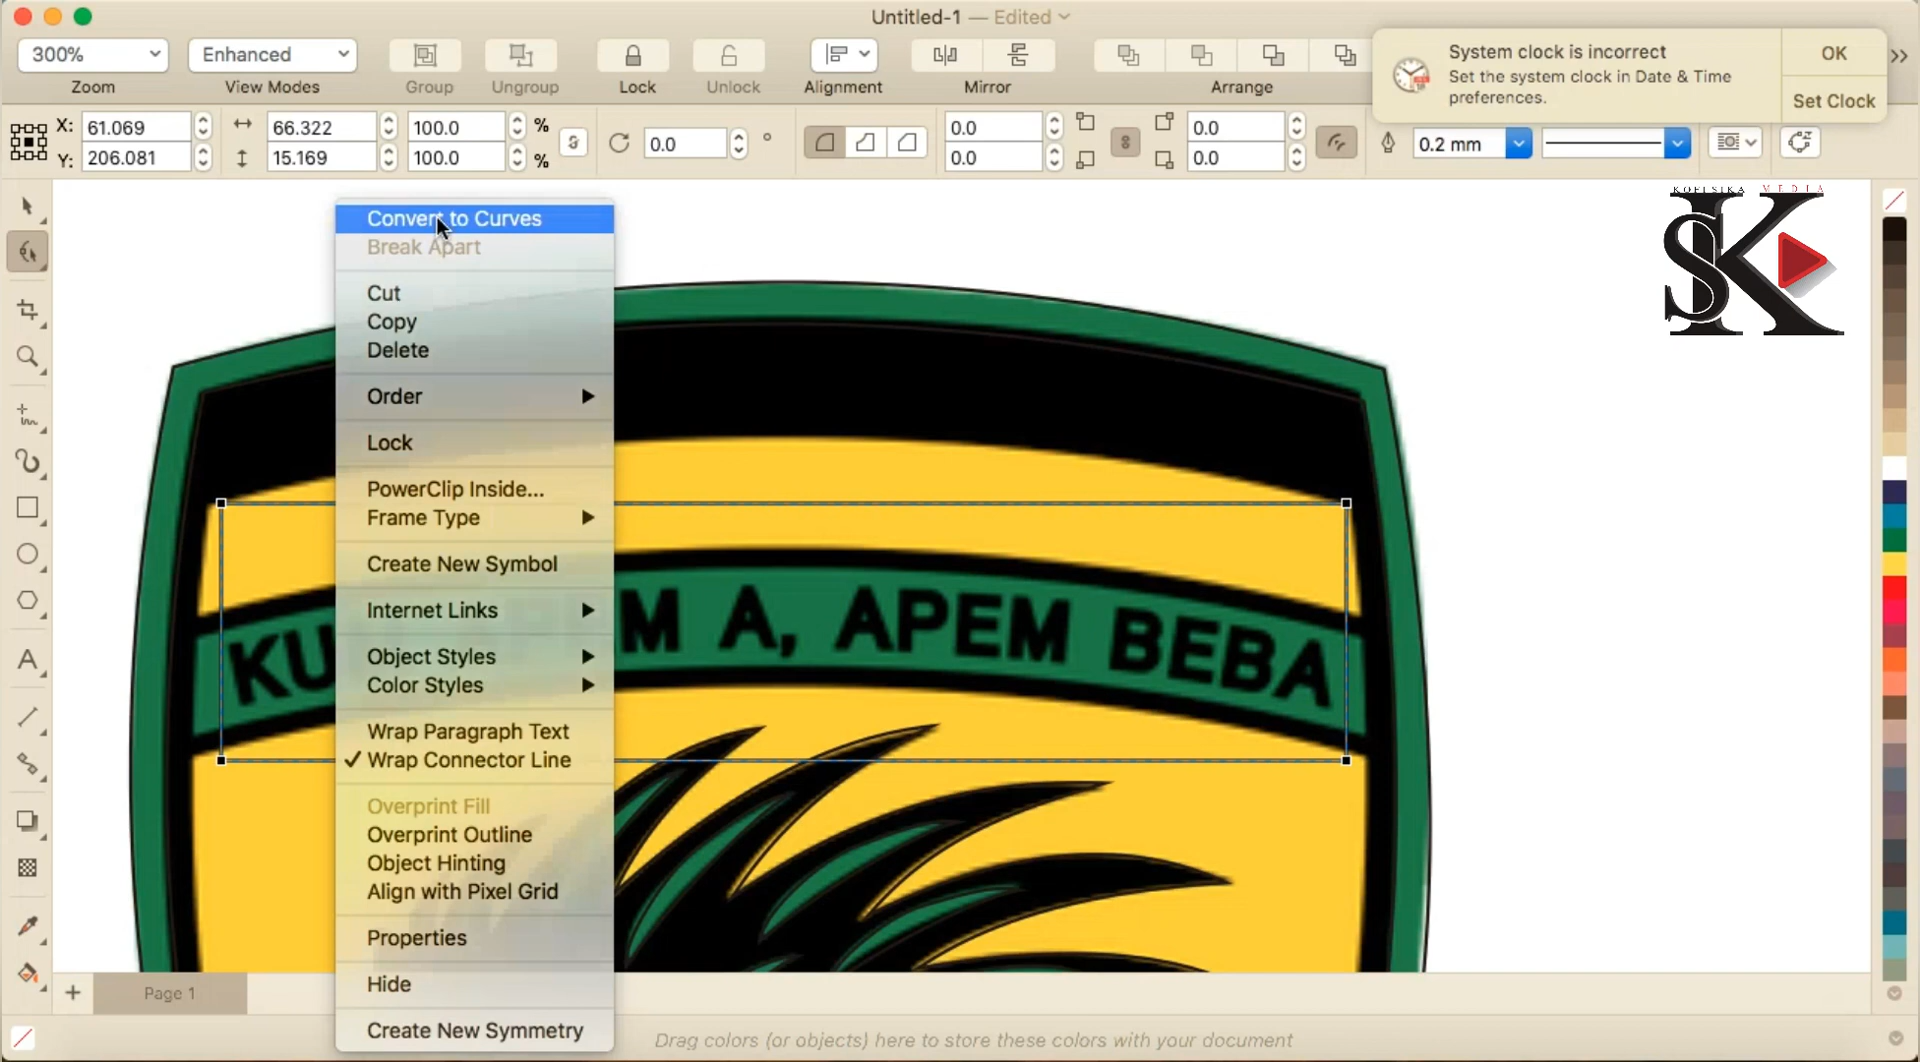 Untitled-1 — Edited
300%
Enhanced
Zoom
View Modes
Group
Ungroup
Lock
Unlock
Alignment
Mirror
Arrange
System clock is incorrect
Set the system clock in Date & Time
preferences.
OK
Set Clock
X: 61.069
Y: 206.081
66.322
15.169
100.0 %
100.0 %
0.0 °
0.0
0.0
0.0
0.0
0.2 mm
KOFI SIKA MEDIA
SK
Convert to Curves
Break Apart
Cut
Copy
Delete
Order
Lock
PowerClip Inside...
Frame Type
Create New Symbol
Internet Links
Object Styles
Color Styles
Wrap Paragraph Text
✓ Wrap Connector Line
Overprint Fill
Overprint Outline
Object Hinting
Align with Pixel Grid
Properties
Hide
Create New Symmetry
KU M A, APEM BEBA
Page 1
Drag colors (or objects) here to store these colors with your document